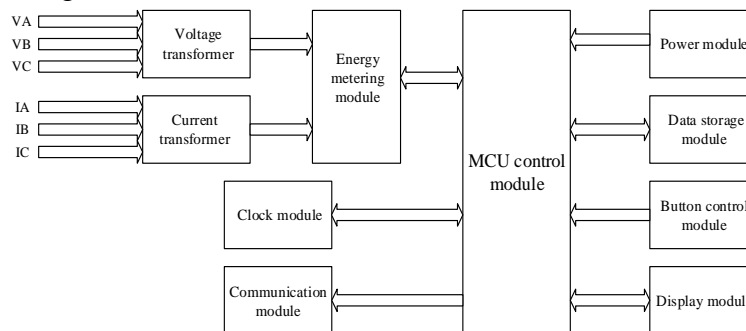 VA
VB
VC
Voltage
transformer
IA
IB
IC
Current
transformer
Energy
metering
module
Clock module
Communication
module
MCU control
module
Power module
Data storage
module
Button control
module
Display modul